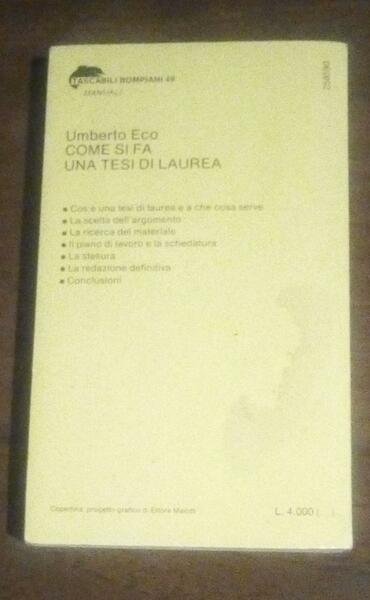 TASCABILI BOMPIANI 49
MANUALI
Umberto Eco
COME SI FA
UNA TESI DI LAUREA
Cos'è una tesi di laurea e a che cosa serve
La scelta dell'argomento
La ricerca del materiale
Il piano di lavoro e la schedatura
La stesura
La redazione definitiva
Conclusioni
Copertina: progetto grafico di Ettore
L. 4.000